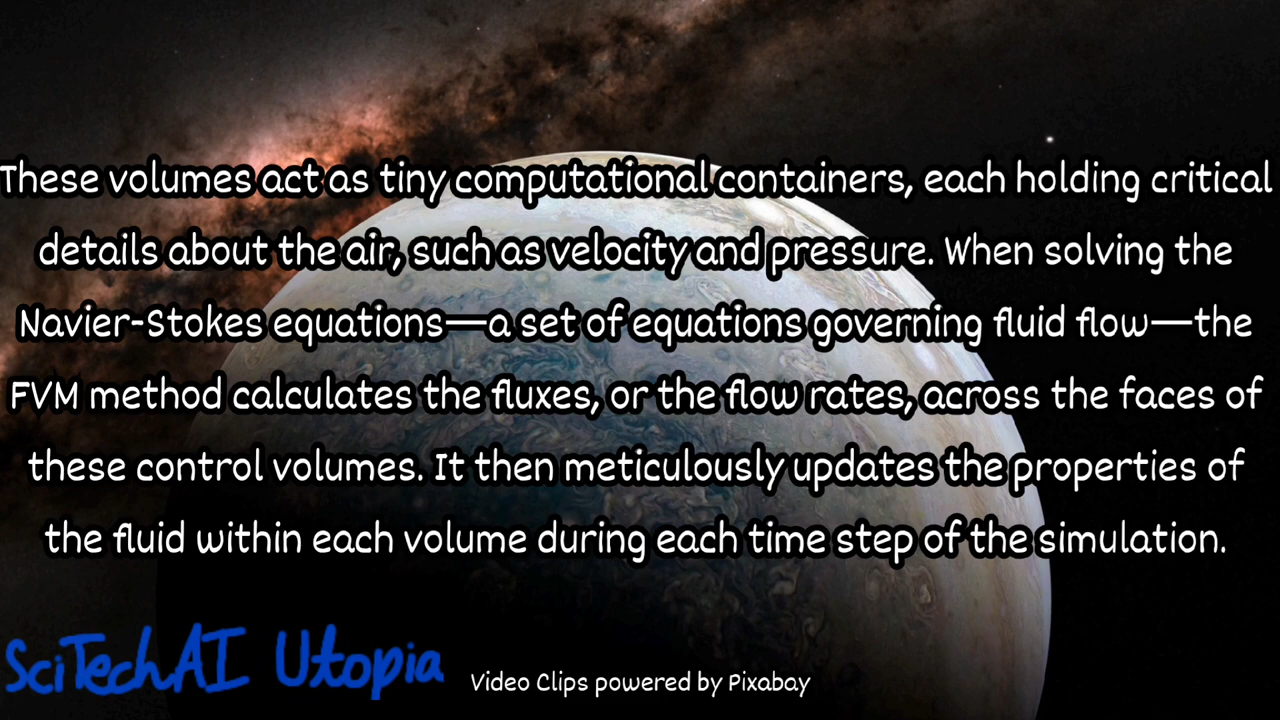 These volumes act as tiny computational containers, each holding critical
details about the air, such as velocity and pressure. When solving the
Navier-Stokes equations—a set of equations governing fluid flow—the
FVM method calculates the fluxes, or the flow rates, across the faces of
these control volumes. It then meticulously updates the properties of
the fluid within each volume during each time step of the simulation.
SciTechAI Utopia
Video Clips powered by Pixabay